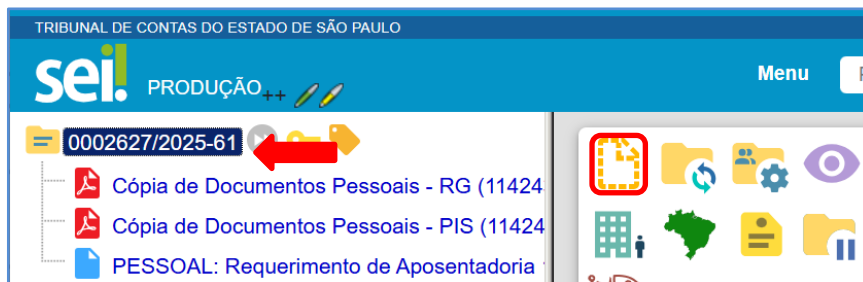 TRIBUNAL DE CONTAS DO ESTADO DE SÃO PAULO
sei! PRODUÇÃO++
Menu
0002627/2025-61
Cópia de Documentos Pessoais - RG (11424
Cópia de Documentos Pessoais - PIS (11424
PESSOAL: Requerimento de Aposentadoria